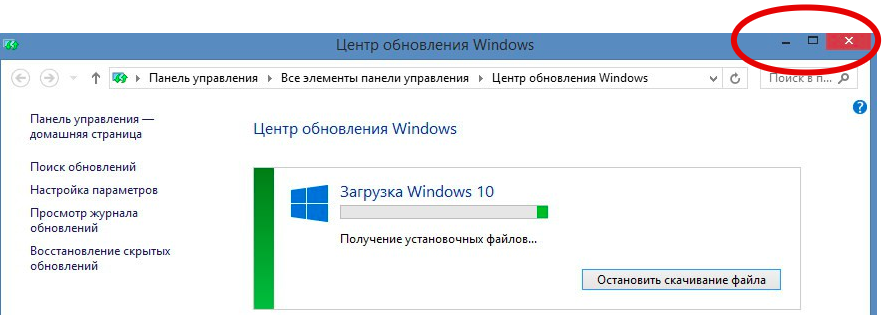 Центр обновления Windows
Панель управления Все элементы панели управления Центр обновления Windows
Поиск в п...
Панель управления —
домашняя страница
Поиск обновлений
Настройка параметров
Просмотр журнала
обновлений
Восстановление скрытых
обновлений
Центр обновления Windows
Загрузка Windows 10
Получение установочных файлов...
Остановить скачивание файла